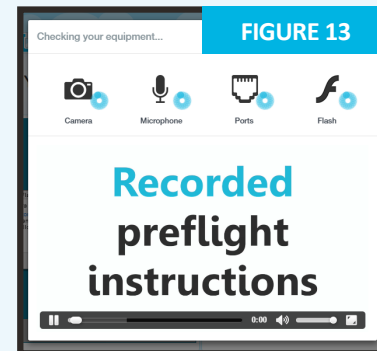 Checking your equipment...
FIGURE 13
Camera Microphone Ports Flash
Recorded
preflight
instructions
0:00